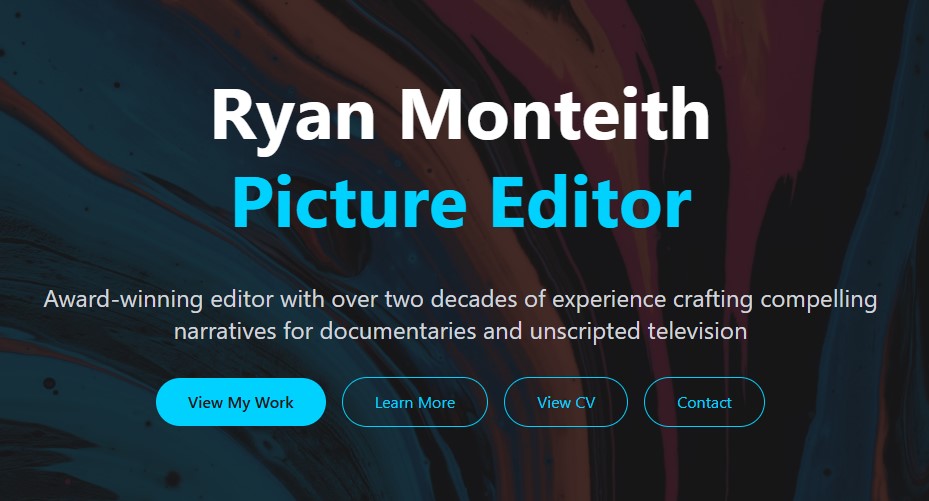 Ryan Monteith
Picture Editor
Award-winning editor with over two decades of experience crafting compelling
narratives for documentaries and unscripted television
View My Work
Learn More
View CV
Contact